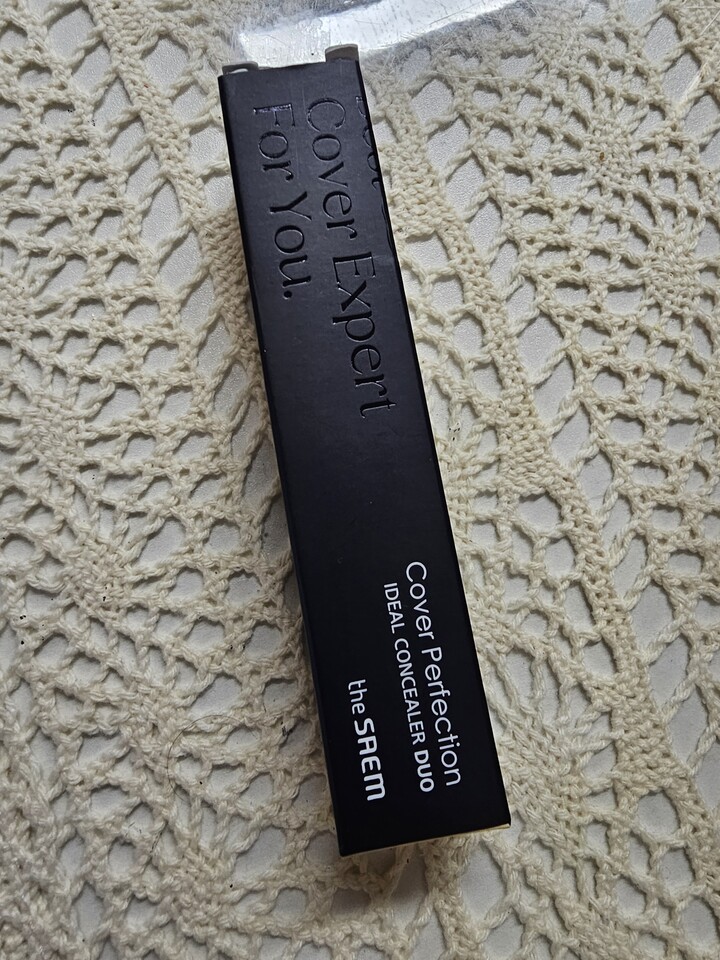 Cover Expert
For You.
Cover Perfection
IDEAL CONCEALER DUO
the SAEM